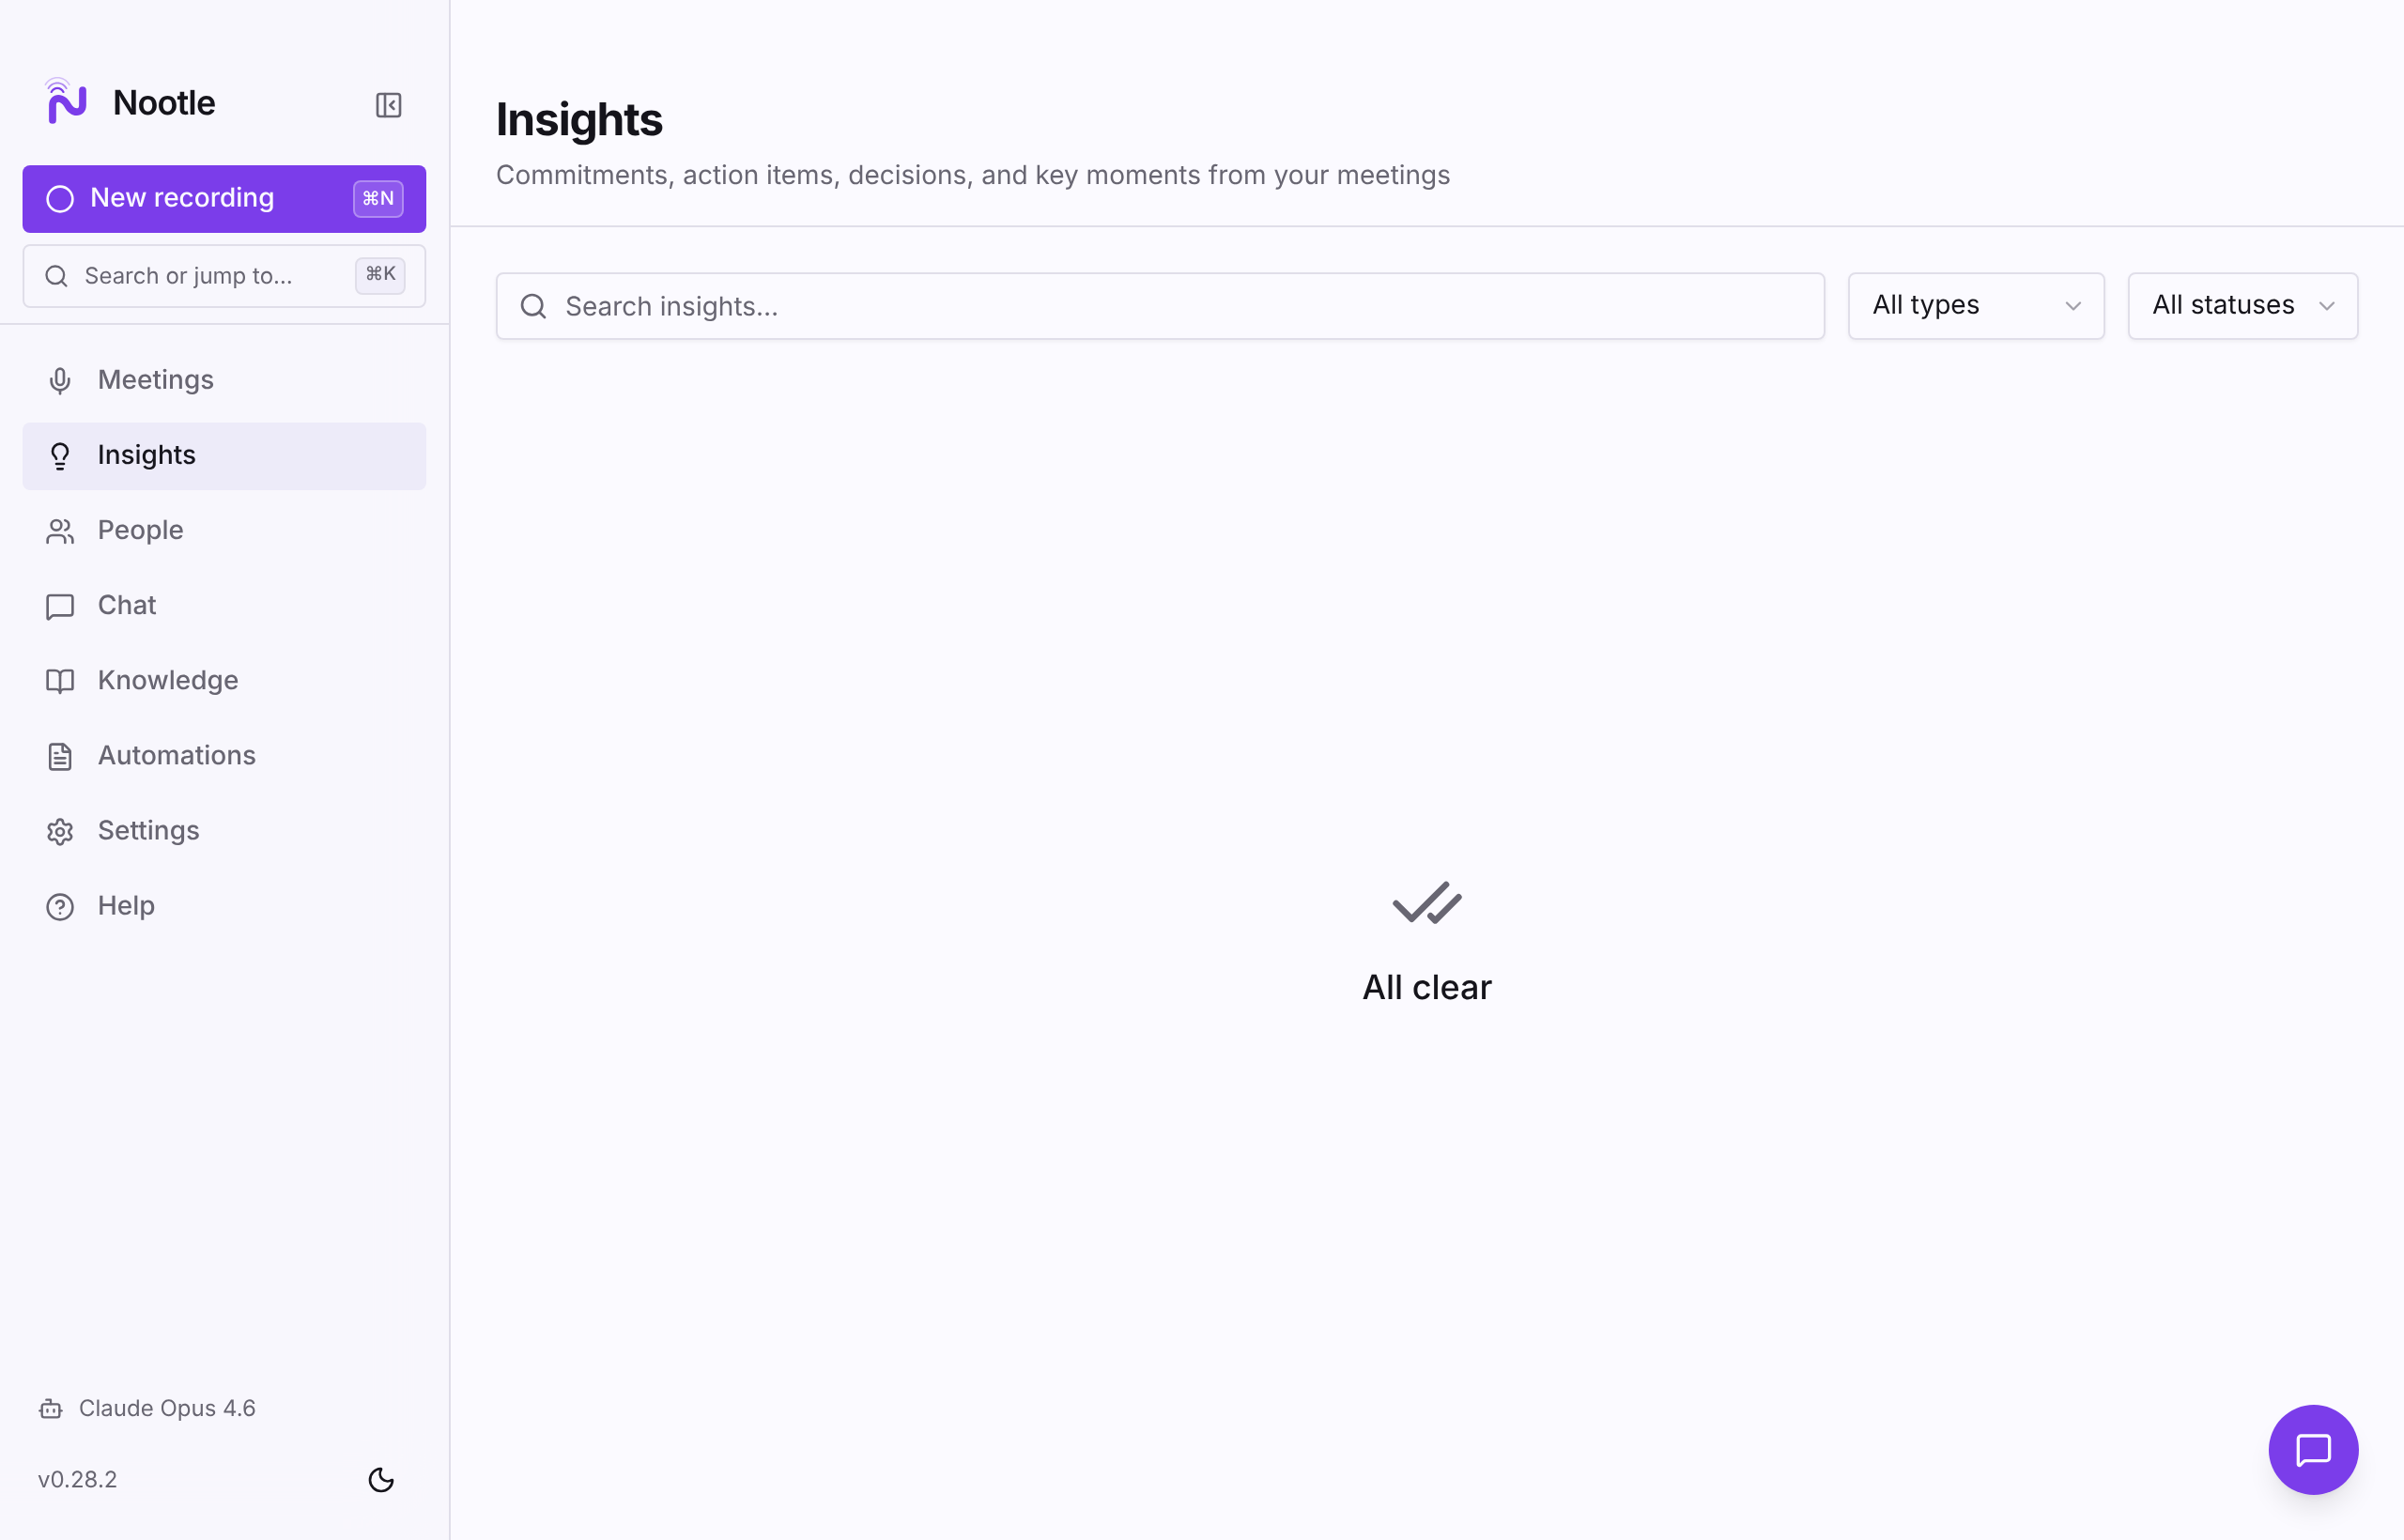 Nootle
New recording ⌘N
Search or jump to... ⌘K
Meetings
Insights
People
Chat
Knowledge
Automations
Settings
Help
Claude Opus 4.6
v0.28.2
Insights
Commitments, action items, decisions, and key moments from your meetings
Search insights...
All types
All statuses
All clear